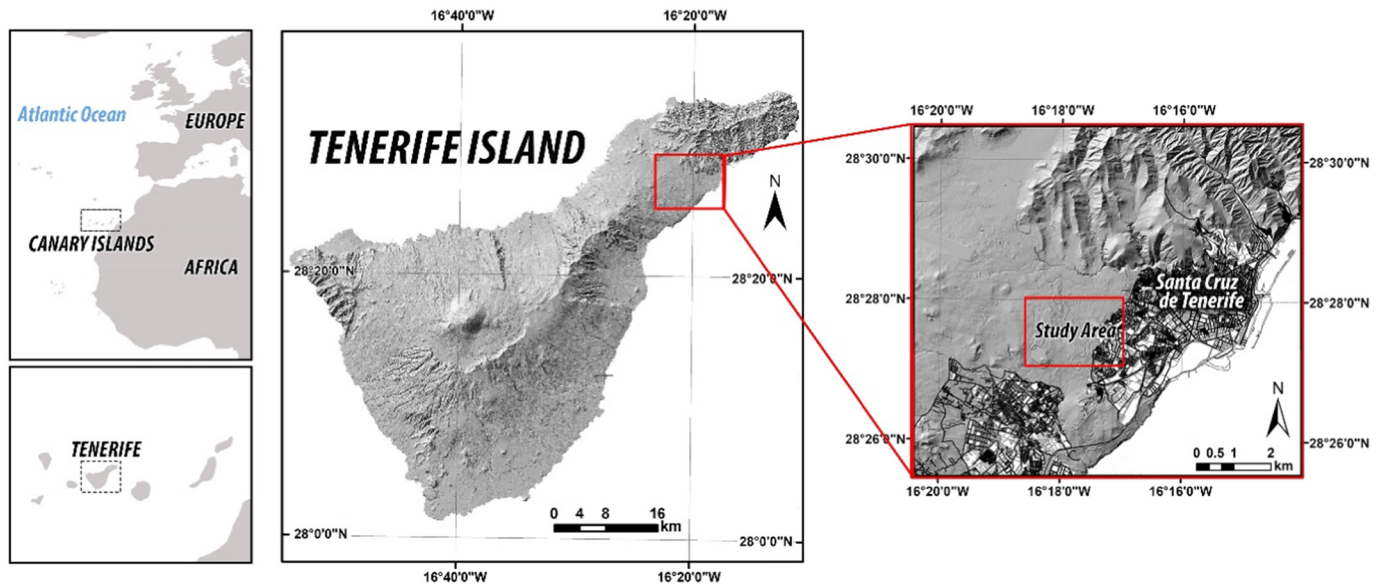 Atlantic Ocean
EUROPE
CANARY ISLANDS
AFRICA
TENERIFE
16°40'0"W 16°20'0"W
TENERIFE ISLAND
N
28°20'0"N 28°20'0"N
0 4 8 16
km
28°0'0"N 28°0'0"N
16°40'0"W 16°20'0"W
16°20'0"W 16°18'0"W 16°16'0"W
28°30'0"N 28°30'0"N
Santa Cruz
de Tenerife
28°28'0"N 28°28'0"N
Study Area
N
28°26'0"N 28°26'0"N
0 0.5 1 2
km
16°20'0"W 16°18'0"W 16°16'0"W